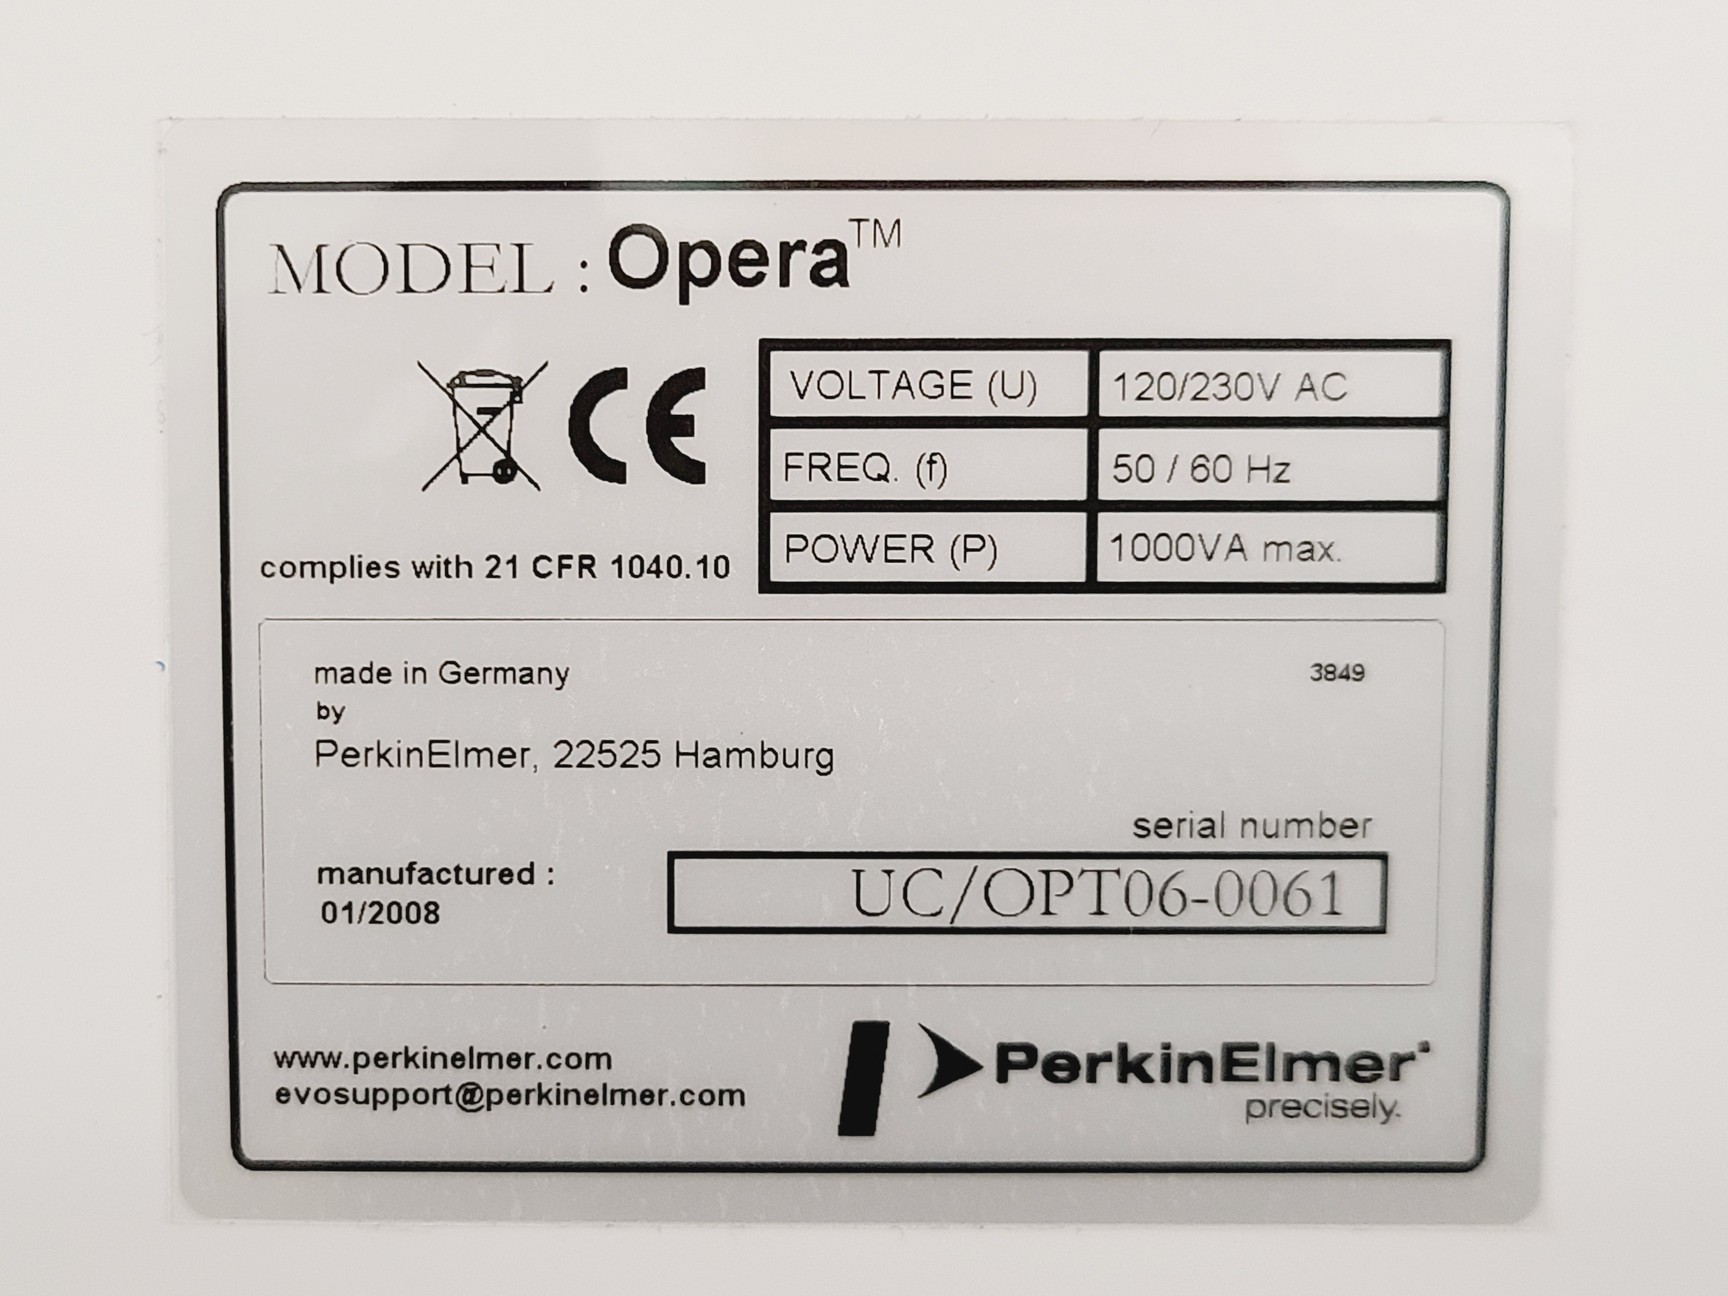 MODEL : Opera™
CE
VOLTAGE (U) 120/230V AC
FREQ. (f) 50 / 60 Hz
POWER (P) 1000VA max.
complies with 21 CFR 1040.10
made in Germany 3849
by
PerkinElmer, 22525 Hamburg
serial number
manufactured :
01/2008
UC/OPT06-0061
www.perkinelmer.com
evosupport@perkinelmer.com
PerkinElmer
precisely.